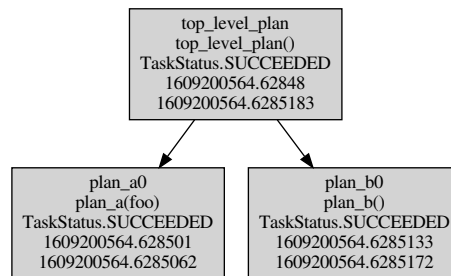 top_level_plan
top_level_plan()
TaskStatus.SUCCEEDED
1609200564.62848
1609200564.6285183
plan_a0
plan_a(foo)
TaskStatus.SUCCEEDED
1609200564.628501
1609200564.6285062
plan_b0
plan_b()
TaskStatus.SUCCEEDED
1609200564.6285133
1609200564.6285172